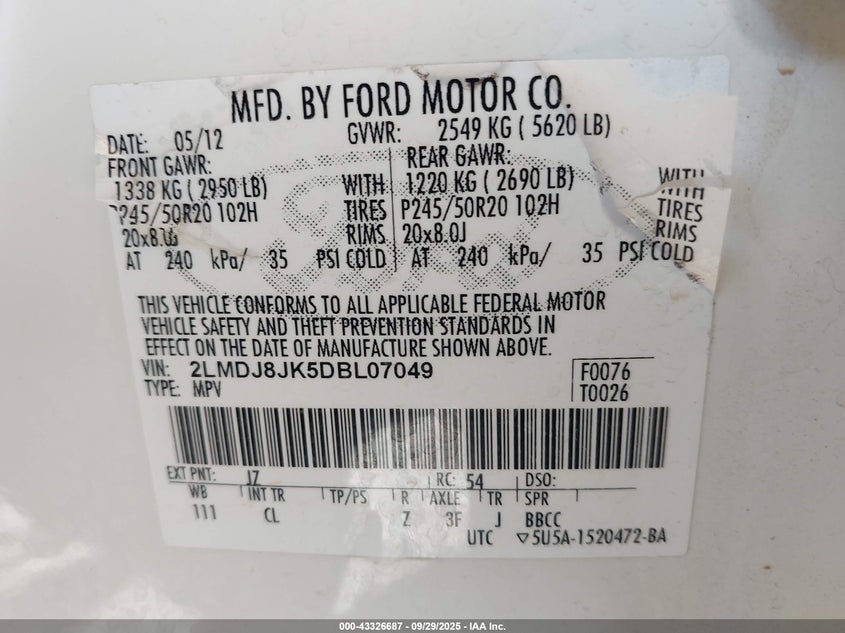 MFD. BY FORD MOTOR CO.
DATE: 05/12 GVWR: 2549 KG ( 5620 LB)
FRONT GAWR: REAR GAWR:
1338 KG ( 2950 LB) WITH 1220 KG ( 2690 LB) WITH
P245/50R20 102H TIRES P245/50R20 102H TIRES
20x8.0J RIMS 20x8.0J RIMS
AT 240 kPa/ 35 PSI COLD AT 240 kPa/ 35 PSI COLD
THIS VEHICLE CONFORMS TO ALL APPLICABLE FEDERAL MOTOR
VEHICLE SAFETY AND THEFT PREVENTION STANDARDS IN
EFFECT ON THE DATE OF MANUFACTURE SHOWN ABOVE.
VIN: 2LMDJ8JK5DBL07049 F0076
TYPE: MPV T0026
EXT PNT: JZ RC: 54 DSO:
WB INT TR TP/PS R AXLE TR SPR
111 CL Z 3F J BBCC
UTC ▽5U5A-1520472-BA
000-43326687 - 09/29/2025 - IAA Inc.